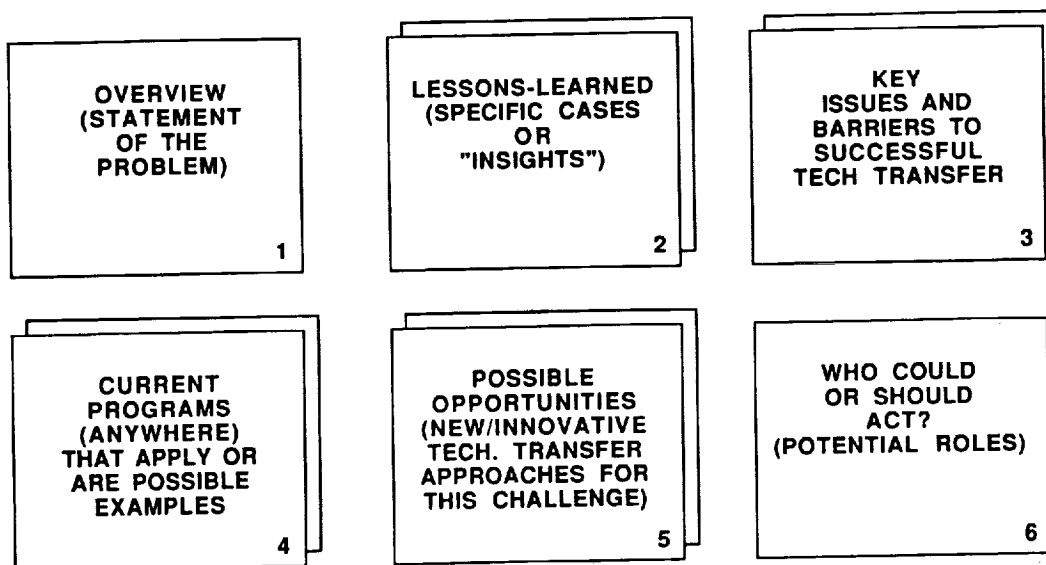 OVERVIEW
(STATEMENT
OF THE
PROBLEM)
1
LESSONS-LEARNED
(SPECIFIC CASES
OR
"INSIGHTS")
2
KEY
ISSUES AND
BARRIERS TO
SUCCESSFUL
TECH TRANSFER
3
CURRENT
PROGRAMS
(ANYWHERE)
THAT APPLY OR
ARE POSSIBLE
EXAMPLES
4
POSSIBLE
OPPORTUNITIES
(NEW/INNOVATIVE
TECH. TRANSFER
APPROACHES FOR
THIS CHALLENGE)
5
WHO COULD
OR SHOULD
ACT?
(POTENTIAL ROLES)
6